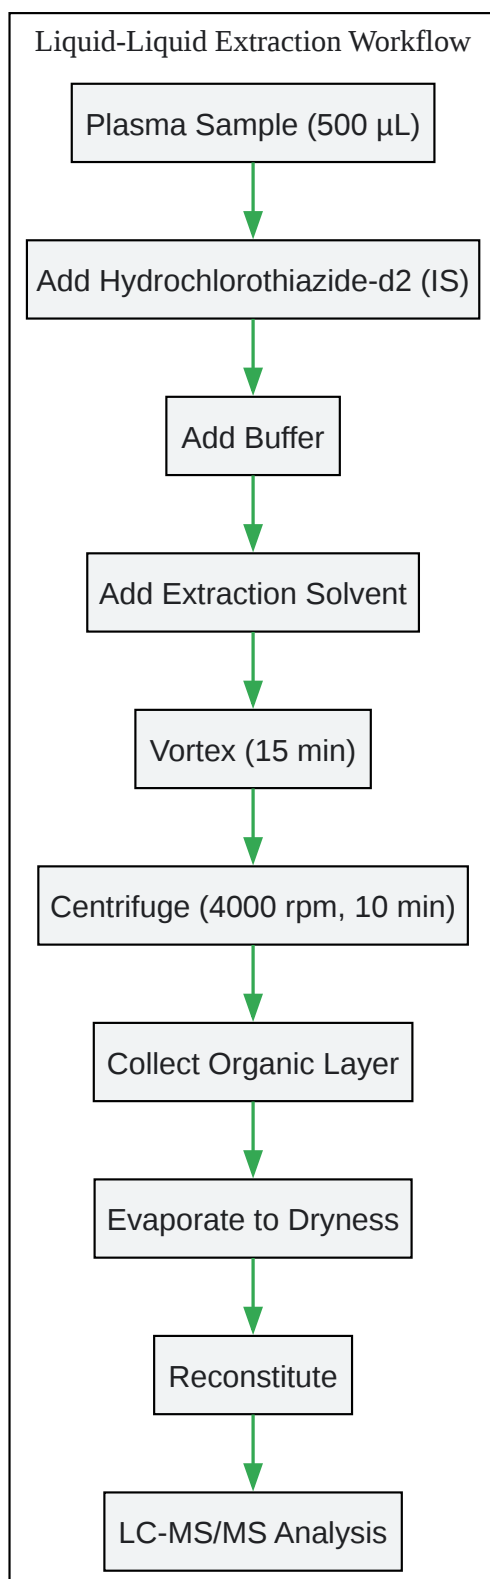 Liquid-Liquid Extraction Workflow
Plasma Sample (500 µL)
Add Hydrochlorothiazide-d2 (IS)
Add Buffer
Add Extraction Solvent
Vortex (15 min)
Centrifuge (4000 rpm, 10 min)
Collect Organic Layer
Evaporate to Dryness
Reconstitute
LC-MS/MS Analysis